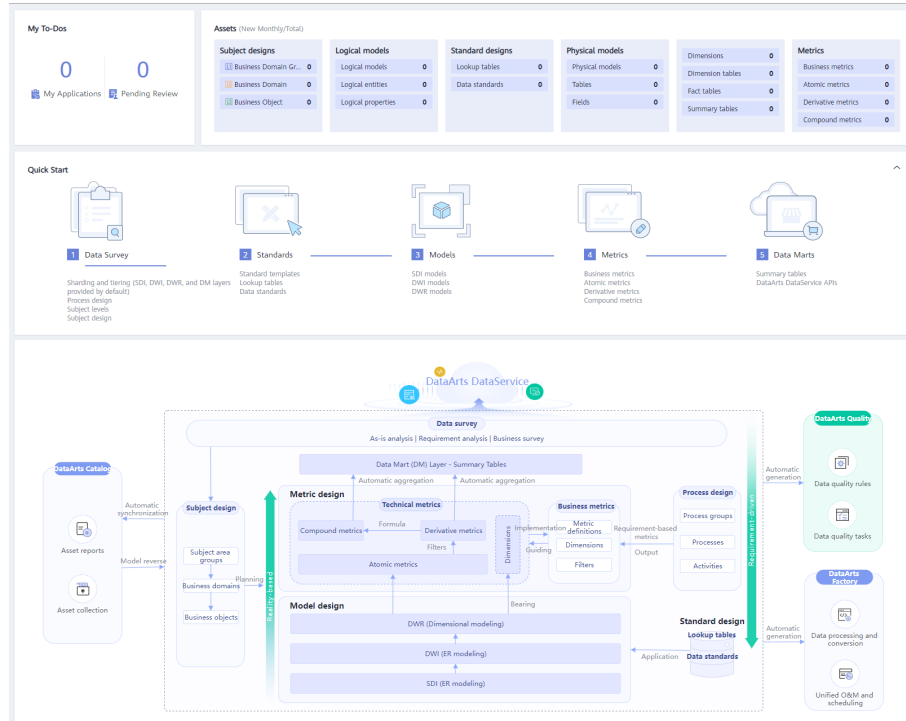 My To-Dos
0
0
My Applications
Pending Review
Assets (New Monthly/Total)
Subject designs
Business Domain Gr... 0
Business Domain 0
Business Object 0
Logical models
Logical models 0
Logical entities 0
Logical properties 0
Standard designs
Lookup tables 0
Data standards 0
Physical models
Physical models 0
Tables 0
Fields 0
Dimensions 0
Dimension tables 0
Fact tables 0
Summary tables 0
Metrics
Business metrics 0
Atomic metrics 0
Derivative metrics 0
Compound metrics 0
Quick Start
1 Data Survey
Sharding and tiering (SDI, DWI, DWR, and DM layers
provided by default)
Process design
Subject levels
Subject design
2 Standards
Standard templates
Lookup tables
Data standards
3 Models
SDI models
DWI models
DWR models
4 Metrics
Business metrics
Atomic metrics
Derivative metrics
Compound metrics
5 Data Marts
Summary tables
DataArts DataService APIs
DataArts DataService
Data survey
As-is analysis | Requirement analysis | Business survey
Data Mart (DM) Layer - Summary Tables
Automatic aggregation
Automatic aggregation
DataArts Catalog
Asset reports
Asset collection
Automatic
synchronization
Model reverse
Subject design
Subject area
groups
Business domains
Business objects
Planning
Reality-based
Metric design
Technical metrics
Compound metrics
Formula
Derivative metrics
Filters
Atomic metrics
Dimensions
Implementation
Guiding
Business metrics
Metric
definitions
Dimensions
Filters
Requirement-based
metrics
Output
Process design
Process groups
Processes
Activities
Requirement-driven
Bearing
Model design
DWR (Dimensional modeling)
DWI (ER modeling)
SDI (ER modeling)
Application
Standard design
Lookup tables
Data standards
Automatic
generation
DataArts Quality
Data quality rules
Data quality tasks
Automatic
generation
DataArts
Factory
Data processing and
conversion
Unified O&M and
scheduling